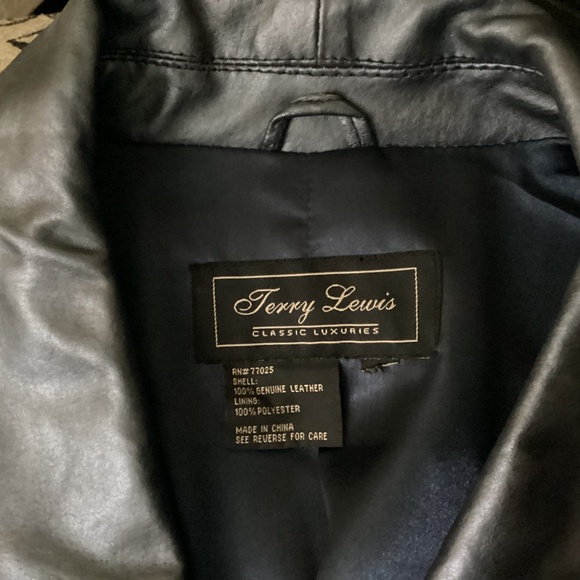 Terry Lewis
CLASSIC LUXURIES
RN# 77025
SHELL:
100% GENUINE LEATHER
LINING:
100% POLYESTER
MADE IN CHINA
SEE REVERSE FOR CARE